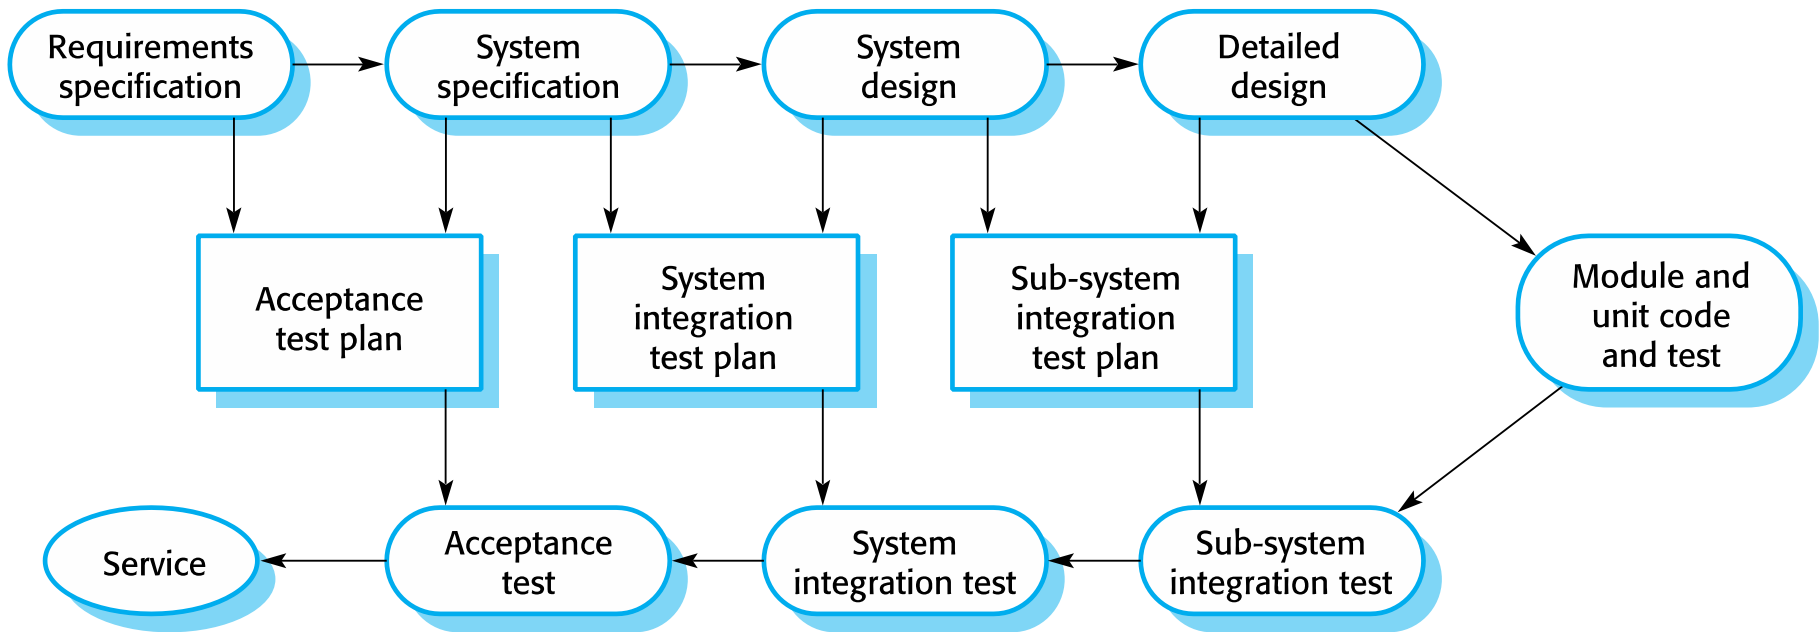 Requirements
specification
System
specification
System
design
Detailed
design
Acceptance
test plan
System
integration
test plan
Sub-system
integration
test plan
Module and
unit code
and test
Service
Acceptance
test
System
integration test
Sub-system
integration test